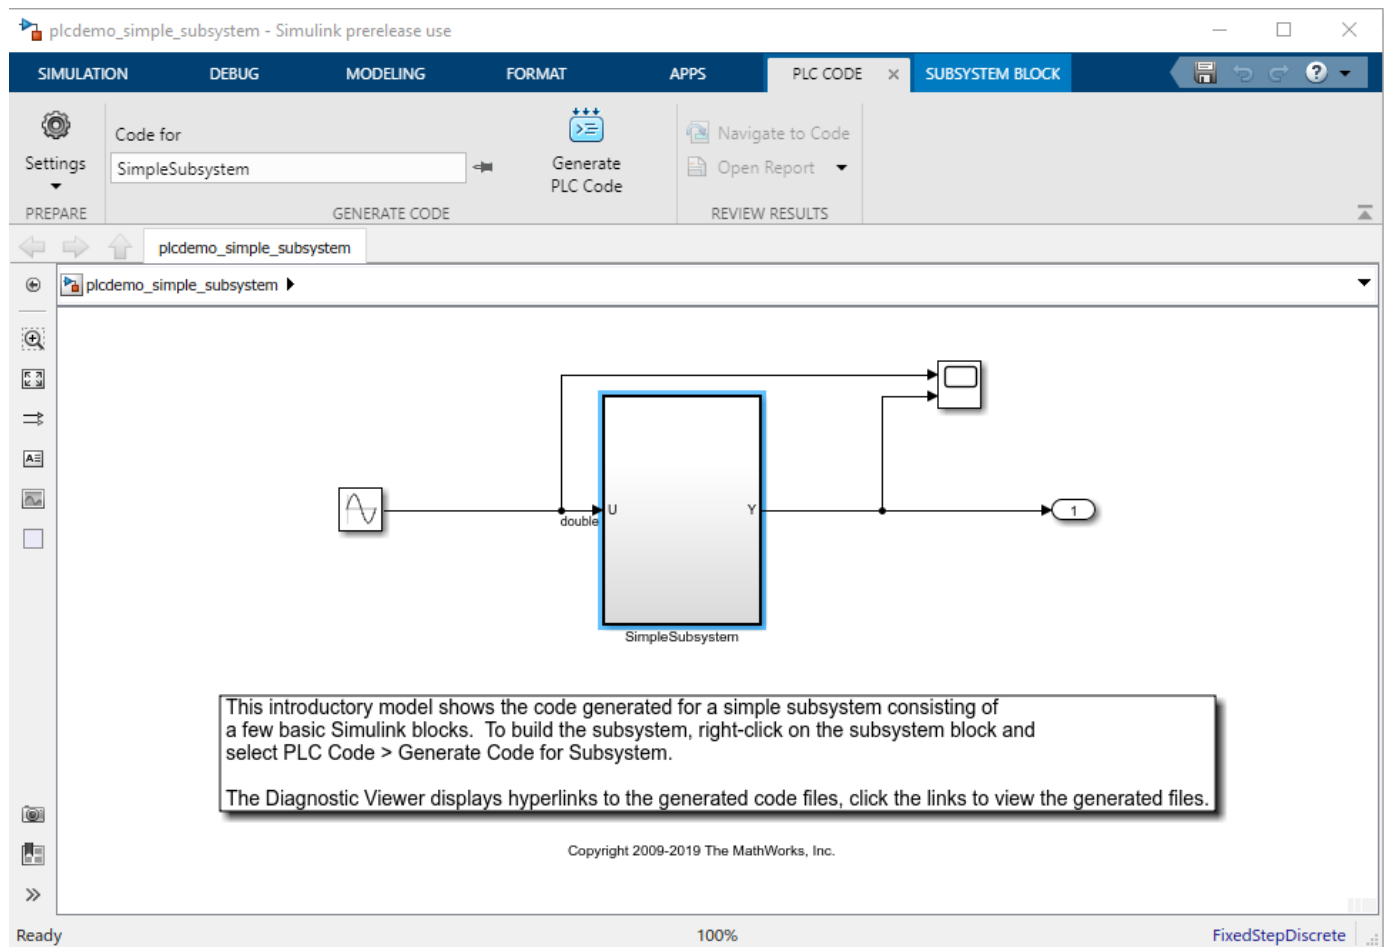 plcdemo_simple_subsystem - Simulink prerelease use
SIMULATION DEBUG MODELING FORMAT APPS PLC CODE SUBSYSTEM BLOCK
Settings
Code for
SimpleSubsystem
Generate
PLC Code
Navigate to Code
Open Report
PREPARE GENERATE CODE REVIEW RESULTS
plcdemo_simple_subsystem
plcdemo_simple_subsystem
double
U
Y
1
SimpleSubsystem
This introductory model shows the code generated for a simple subsystem consisting of
a few basic Simulink blocks. To build the subsystem, right-click on the subsystem block and
select PLC Code > Generate Code for Subsystem.
The Diagnostic Viewer displays hyperlinks to the generated code files, click the links to view the generated files.
Copyright 2009-2019 The MathWorks, Inc.
Ready 100% FixedStepDiscrete